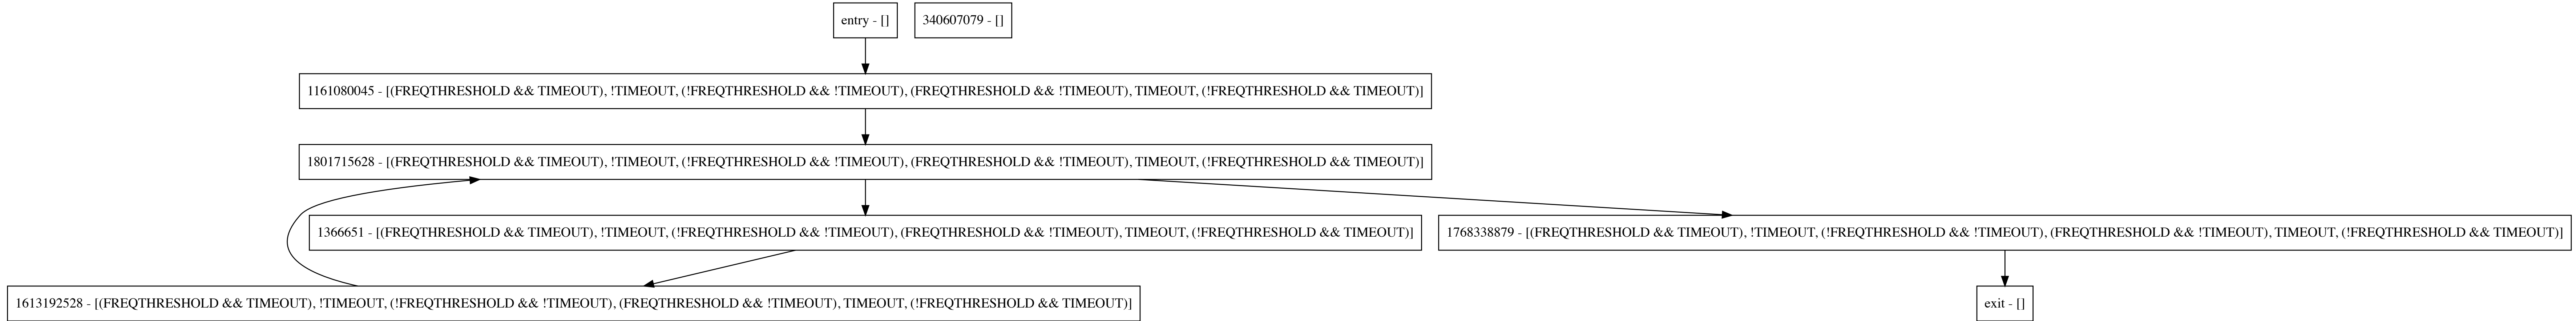 entry - []
340607079 - []
1161080045 - [(FREQTHRESHOLD && TIMEOUT), !TIMEOUT, (!FREQTHRESHOLD && !TIMEOUT), (FREQTHRESHOLD && !TIMEOUT), TIMEOUT, (!FREQTHRESHOLD && TIMEOUT)]
1801715628 - [(FREQTHRESHOLD && TIMEOUT), !TIMEOUT, (!FREQTHRESHOLD && !TIMEOUT), (FREQTHRESHOLD && !TIMEOUT), TIMEOUT, (!FREQTHRESHOLD && TIMEOUT)]
1366651 - [(FREQTHRESHOLD && TIMEOUT), !TIMEOUT, (!FREQTHRESHOLD && !TIMEOUT), (FREQTHRESHOLD && !TIMEOUT), TIMEOUT, (!FREQTHRESHOLD && TIMEOUT)]
1768338879 - [(FREQTHRESHOLD && TIMEOUT), !TIMEOUT, (!FREQTHRESHOLD && !TIMEOUT), (FREQTHRESHOLD && !TIMEOUT), TIMEOUT, (!FREQTHRESHOLD && TIMEOUT)]
1613192528 - [(FREQTHRESHOLD && TIMEOUT), !TIMEOUT, (!FREQTHRESHOLD && !TIMEOUT), (FREQTHRESHOLD && !TIMEOUT), TIMEOUT, (!FREQTHRESHOLD && TIMEOUT)]
exit - []